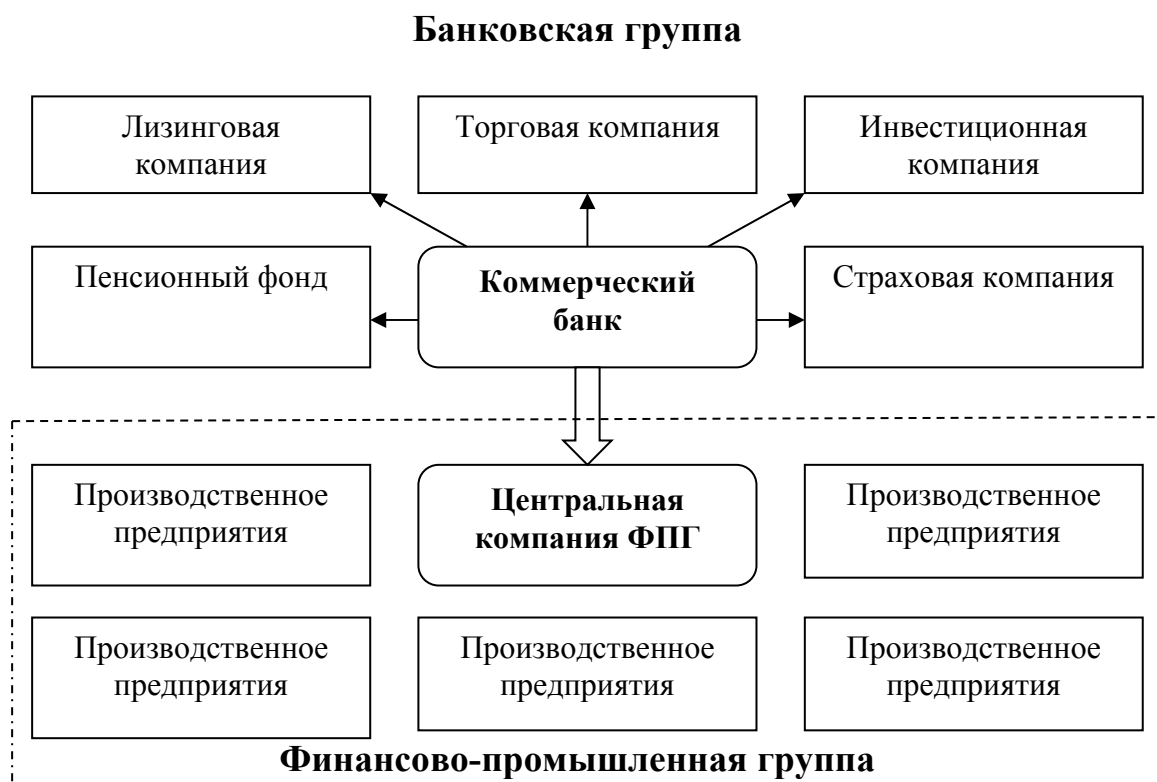 Банковская группа
Лизинговая
компания
Торговая компания
Инвестиционная
компания
Пенсионный фонд
Коммерческий
банк
Страховая компания
Производственное
предприятия
Центральная
компания ФПГ
Производственное
предприятия
Производственное
предприятия
Производственное
предприятия
Производственное
предприятия
Финансово-промышленная группа